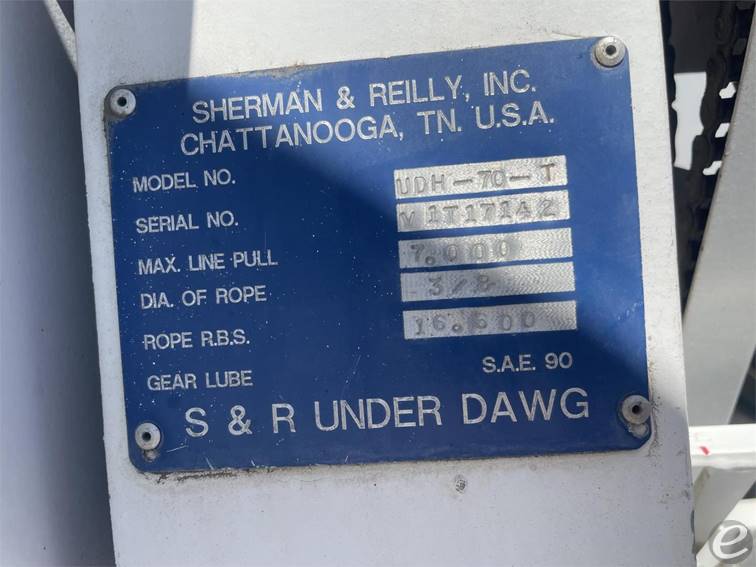 SHERMAN & REILLY, INC.
CHATTANOOGA, TN. U.S.A.
MODEL NO. UDH-70-T
SERIAL NO. V1717142
MAX. LINE PULL 7.000
DIA. OF ROPE 3/8
ROPE R.B.S. 16.600
GEAR LUBE S.A.E. 90
S & R UNDER DAWG
e